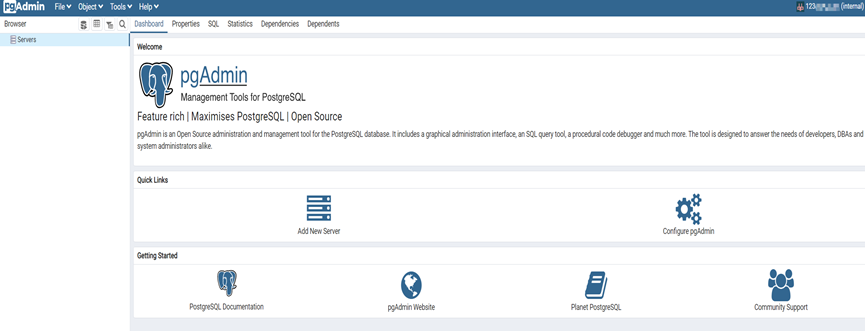 pgAdmin File Object Tools Help (internal)
Browser Dashboard Properties SQL Statistics Dependencies Dependents
Servers
Welcome
pgAdmin
Management Tools for PostgreSQL
Feature rich | Maximises PostgreSQL | Open Source
pgAdmin is an Open Source administration and management tool for the PostgreSQL database. It includes a graphical administration interface, an SQL query tool, a procedural code debugger and much more. The tool is designed to answer the needs of developers, DBAs and
system administrators alike.
Quick Links
Add New Server Configure pgAdmin
Getting Started
PostgreSQL Documentation pgAdmin Website Planet PostgreSQL Community Support